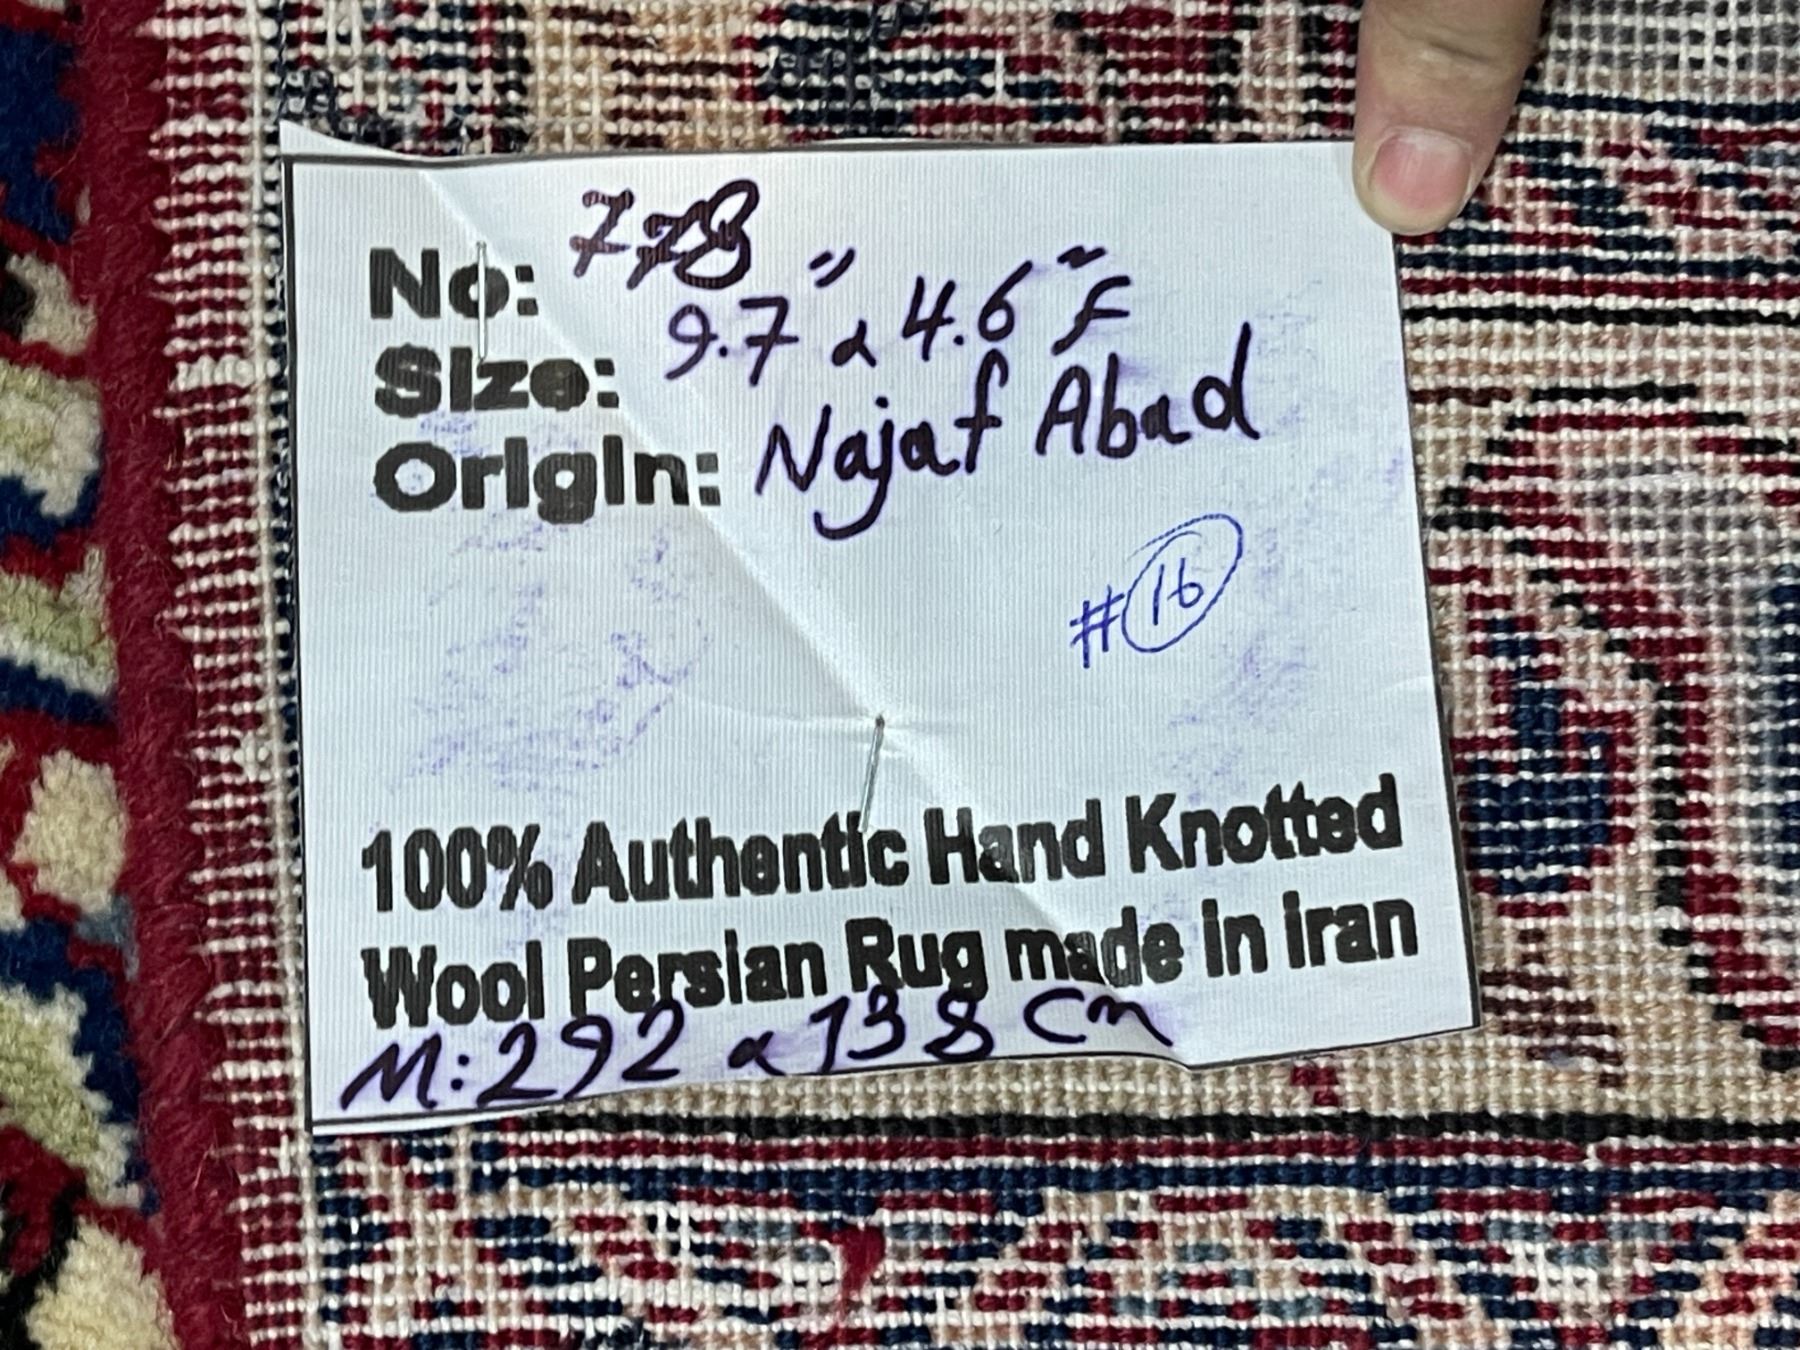 No: 778
Size: 9.7" x 4.6" F
Origin: Najaf Abad
#16
100% Authentic Hand Knotted
Wool Persian Rug made in iran
M: 292 x 138 cm